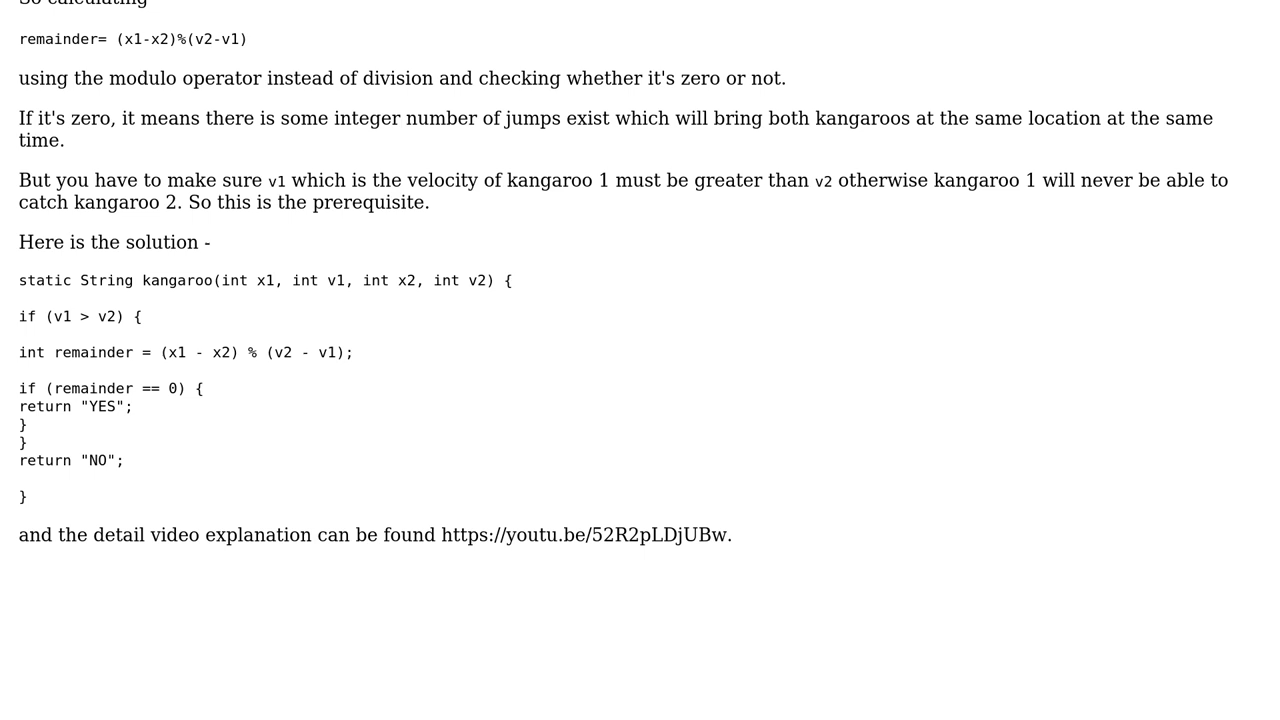 So calculating
remainder= (x1-x2)%(v2-v1)
using the modulo operator instead of division and checking whether it's zero or not.
If it's zero, it means there is some integer number of jumps exist which will bring both kangaroos at the same location at the same
time.
But you have to make sure v1 which is the velocity of kangaroo 1 must be greater than v2 otherwise kangaroo 1 will never be able to
catch kangaroo 2. So this is the prerequisite.
Here is the solution -
static String kangaroo(int x1, int v1, int x2, int v2) {
if (v1 > v2) {
int remainder = (x1 - x2) % (v2 - v1);
if (remainder == 0) {
return "YES";
}
}
return "NO";
}
and the detail video explanation can be found https://youtu.be/52R2pLDjUBw.